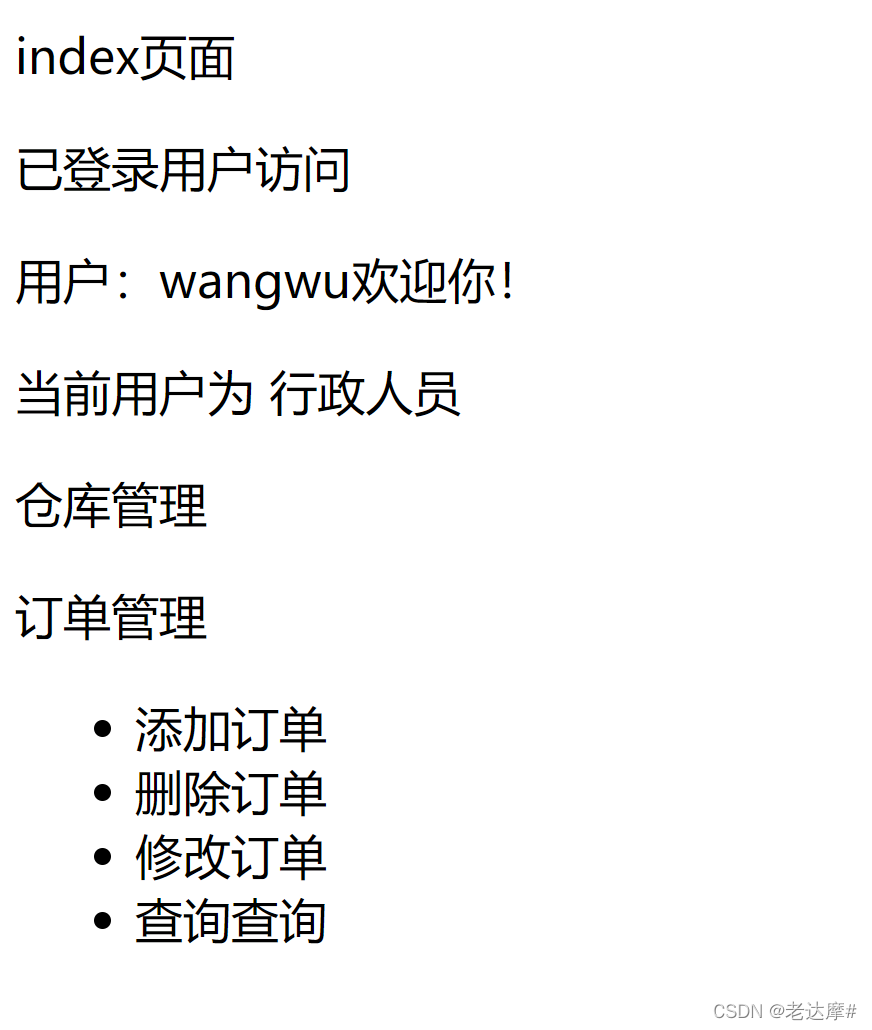 index页面
已登录用户访问
用户：wangwu欢迎你！
当前用户为 行政人员
仓库管理
订单管理
• 添加订单
• 删除订单
• 修改订单
• 查询查询
CSDN @老达摩#